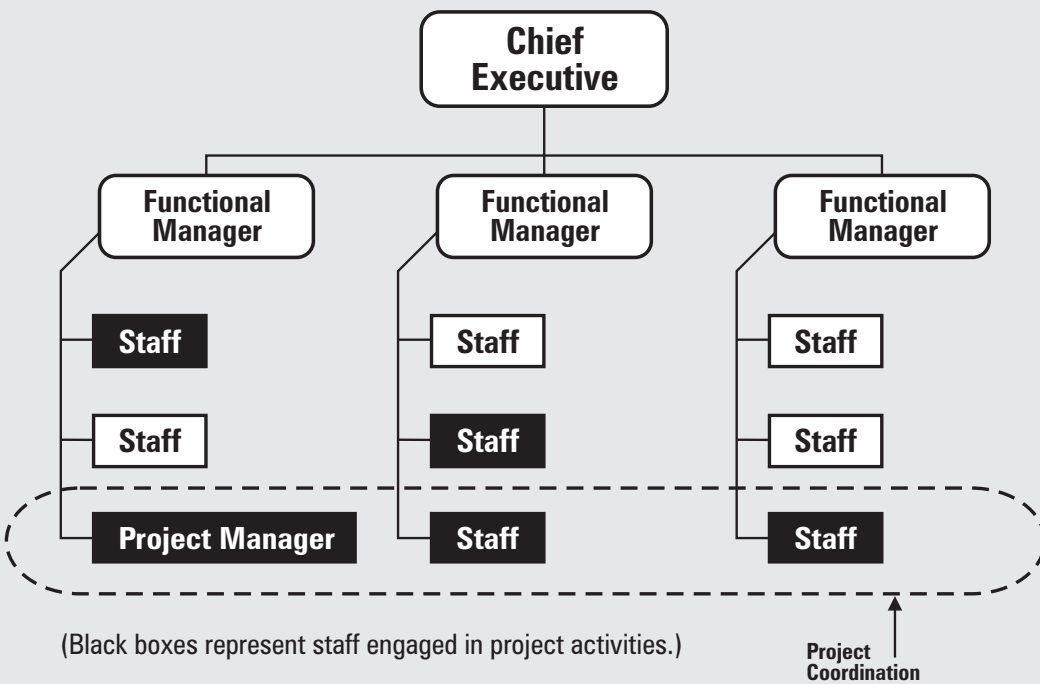 Chief
Executive
Functional
Manager
Functional
Manager
Functional
Manager
Staff
Staff
Staff
Staff
Staff
Staff
Project Manager
Staff
Staff
(Black boxes represent staff engaged in project activities.)
Project
Coordination